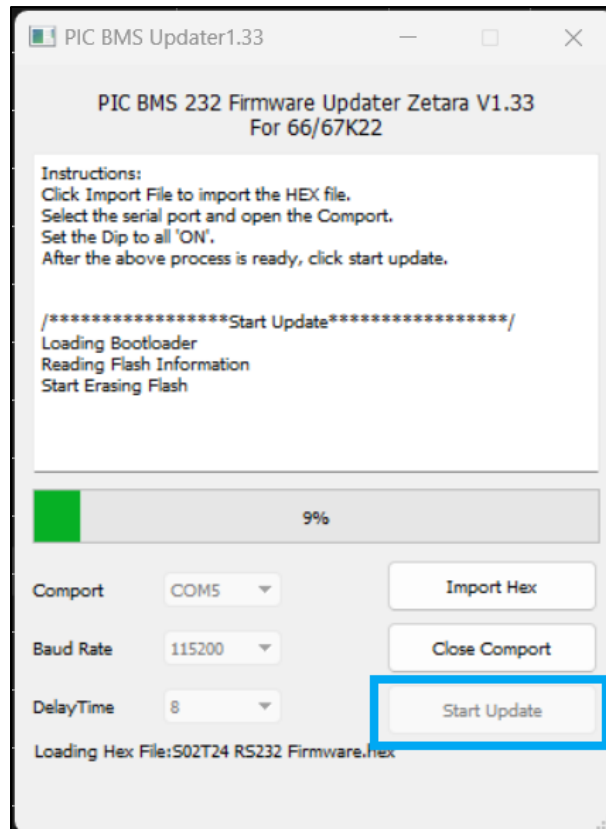 PIC BMS Updater1.33
PIC BMS 232 Firmware Updater Zetara V1.33
For 66/67K22
Instructions:
Click Import File to import the HEX file.
Select the serial port and open the Comport.
Set the Dip to all 'ON'.
After the above process is ready, click start update.
/*****************Start Update*****************/
Loading Bootloader
Reading Flash Information
Start Erasing Flash
9%
Comport COM5 Import Hex
Baud Rate 115200 Close Comport
DelayTime 8 Start Update
Loading Hex File:S02T24 RS232 Firmware.hex